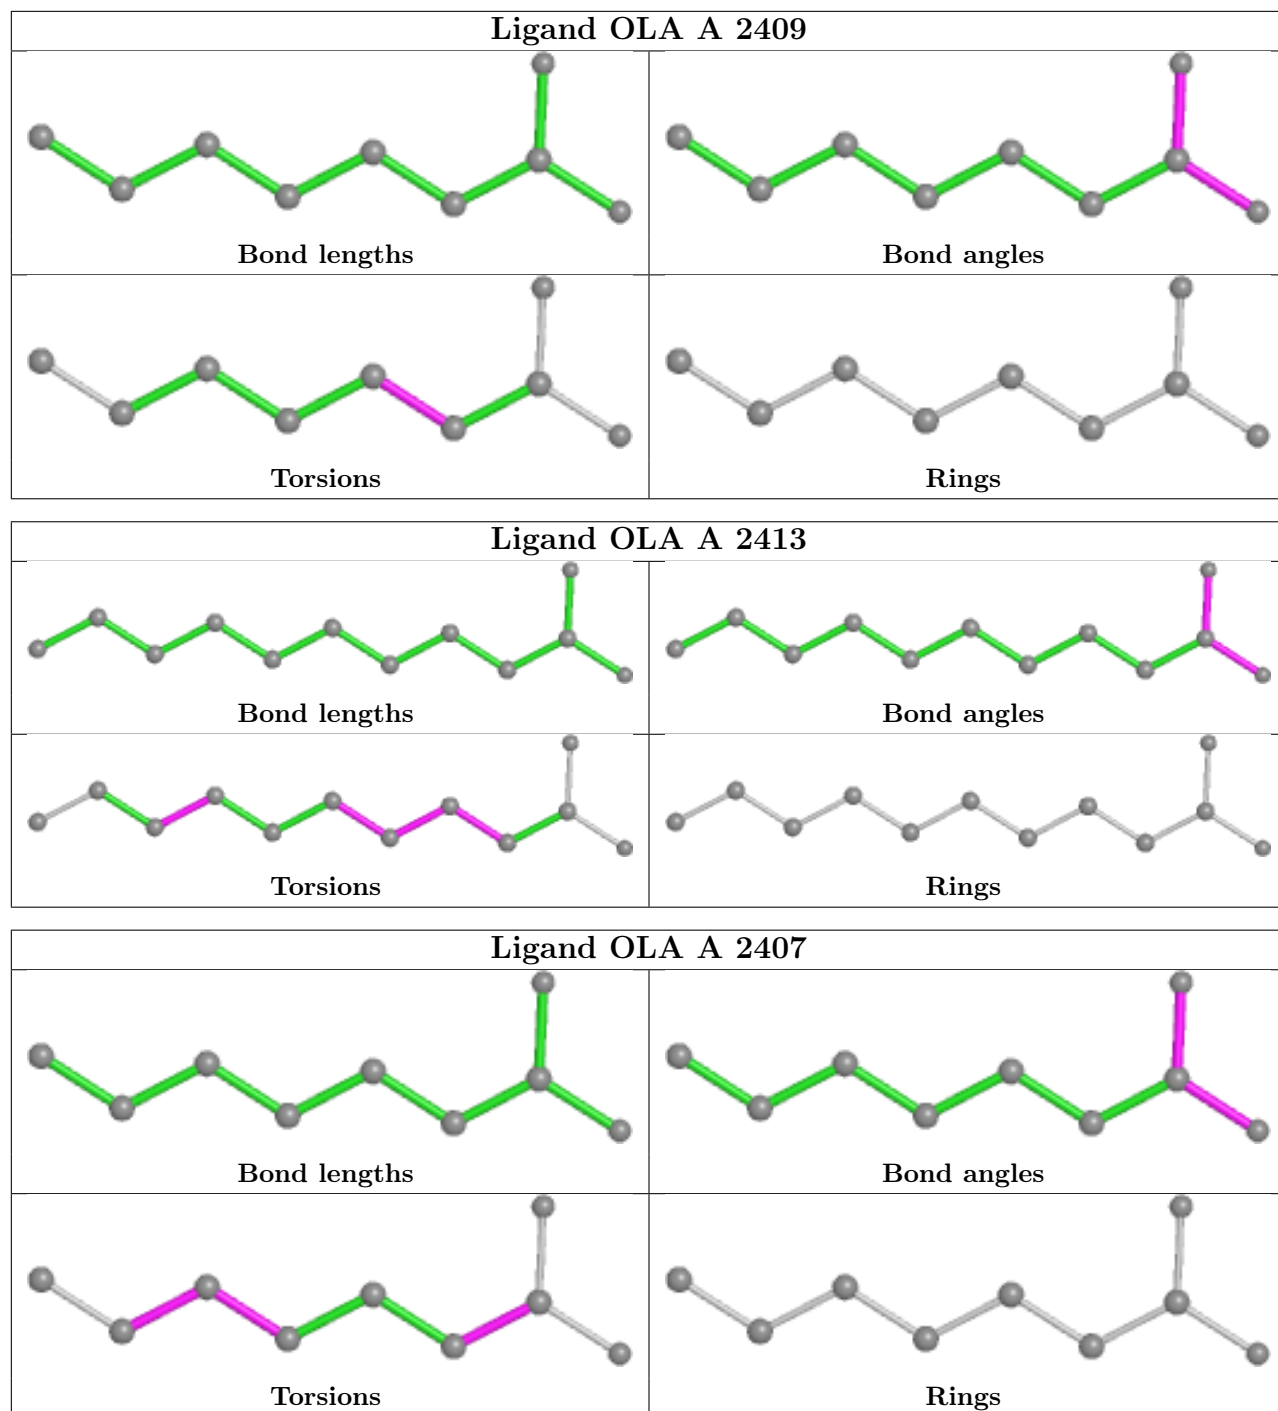 Ligand OLA A 2409
Bond lengths
Bond angles
Torsions
Rings
Ligand OLA A 2413
Bond lengths
Bond angles
Torsions
Rings
Ligand OLA A 2407
Bond lengths
Bond angles
Torsions
Rings